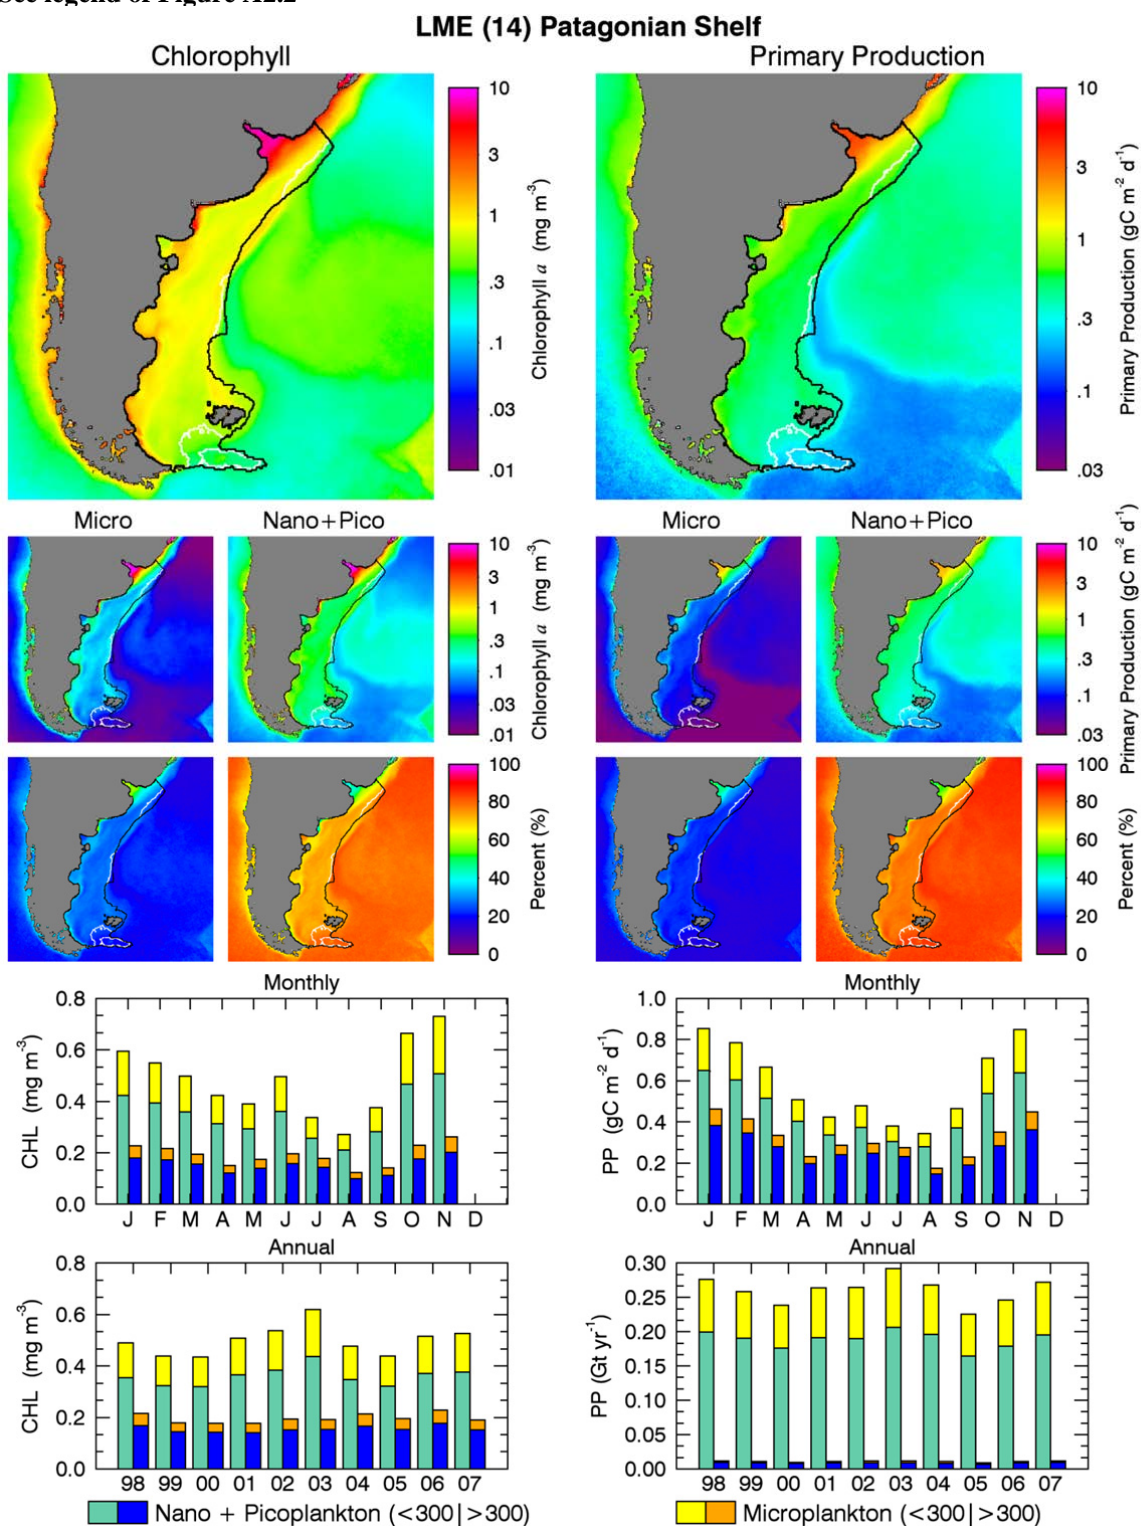 See legend of Figure A2.2
LME (14) Patagonian Shelf
Chlorophyll
Primary Production
10
3
1
.3
.1
.03
.01
Chlorophyll a (mg m⁻³)
10
3
1
.3
.1
.03
Primary Production (gC m⁻² d⁻¹)
Micro
Nano+Pico
Micro
Nano+Pico
10
3
1
.3
.1
.03
.01
Chlorophyll a (mg m⁻³)
10
3
1
.3
.1
.03
Primary Production (gC m⁻² d⁻¹)
100
80
60
40
20
0
Percent (%)
100
80
60
40
20
0
Percent (%)
Monthly
CHL (mg m⁻³)
0.8
0.6
0.4
0.2
0.0
J F M A M J J A S O N D
Monthly
PP (gC m⁻² d⁻¹)
1.0
0.8
0.6
0.4
0.2
0.0
J F M A M J J A S O N D
Annual
CHL (mg m⁻³)
0.8
0.6
0.4
0.2
0.0
98 99 00 01 02 03 04 05 06 07
Annual
PP (Gt yr⁻¹)
0.30
0.25
0.20
0.15
0.10
0.05
0.00
98 99 00 01 02 03 04 05 06 07
Nano + Picoplankton (<300|>300)
Microplankton (<300|>300)